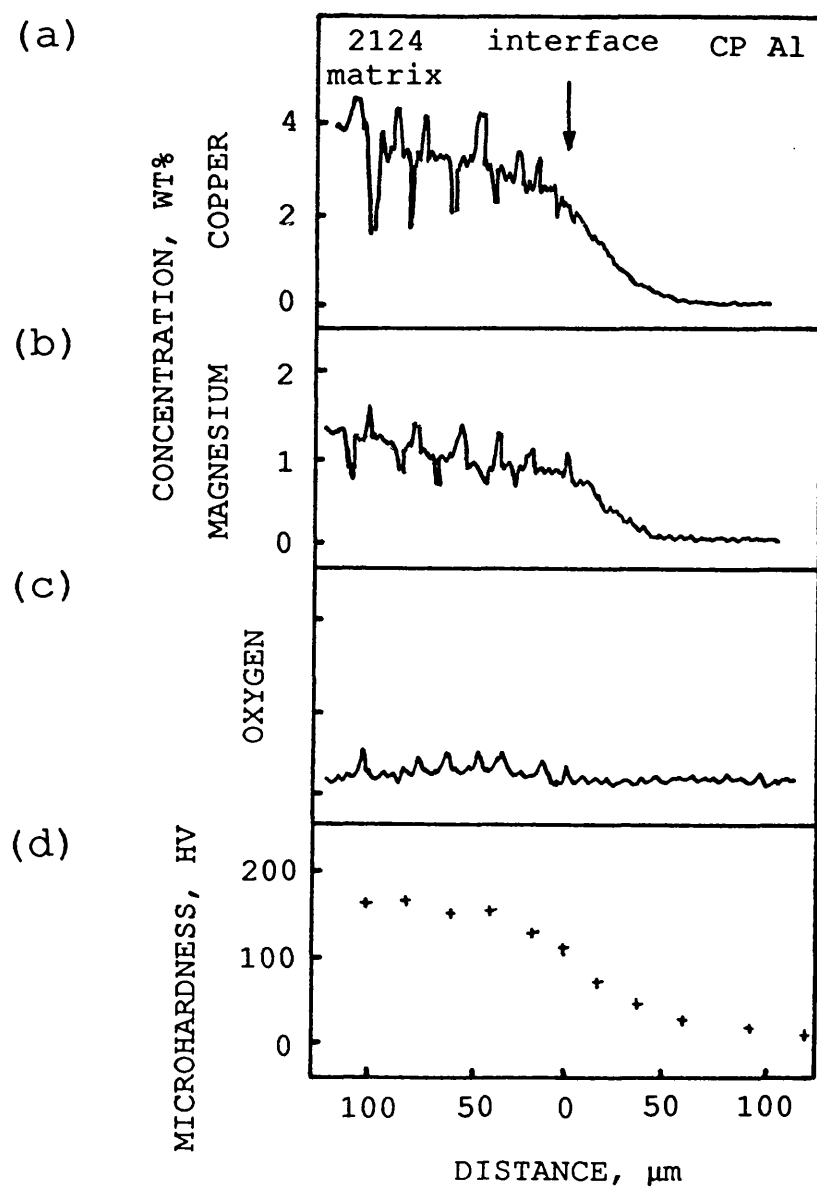 (a)
2124 interface CP Al
matrix
4
2
0
CONCENTRATION, WT%
COPPER
(b)
2
1
0
MAGNESIUM
(c)
OXYGEN
(d)
200
100
0
MICROHARDNESS, HV
100 50 0 50 100
DISTANCE, µm